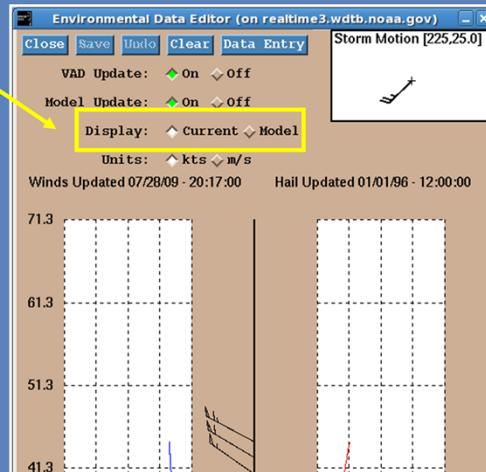 Environmental Data Editor (on realtime3.wdtb.noaa.gov)
Close Save Undo Clear Data Entry
Storm Motion [225,25.0]
VAD Update: On Off
Model Update: On Off
Display: Current Model
Units: kts m/s
Winds Updated 07/28/09 - 20:17:00 Hail Updated 01/01/96 - 12:00:00
71.3
61.3
51.3
41.3